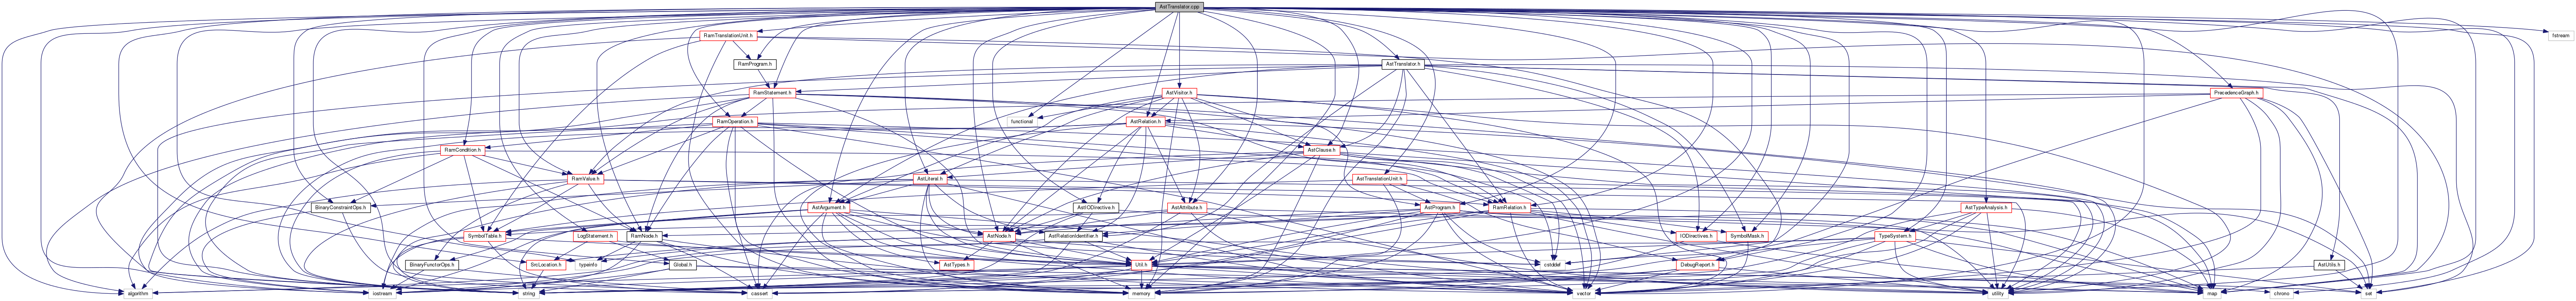 AstTranslator.cpp
RamTranslationUnit.h
fstream
RamProgram.h
AstTranslator.h
RamStatement.h
AstVisitor.h
PrecedenceGraph.h
RamOperation.h
functional
AstRelation.h
RamCondition.h
AstClause.h
RamValue.h
AstLiteral.h
AstTranslationUnit.h
BinaryConstraintOps.h
AstArgument.h
AstIODirective.h
AstAttribute.h
AstProgram.h
RamRelation.h
AstTypeAnalysis.h
SymbolTable.h
LogStatement.h
RamNode.h
AstNode.h
AstRelationIdentifier.h
IODirectives.h
SymbolMask.h
TypeSystem.h
BinaryFunctorOps.h
SrcLocation.h
typeinfo
Global.h
AstTypes.h
Util.h
cstddef
DebugReport.h
AstUtils.h
algorithm
iostream
string
cassert
memory
vector
utility
map
chrono
set